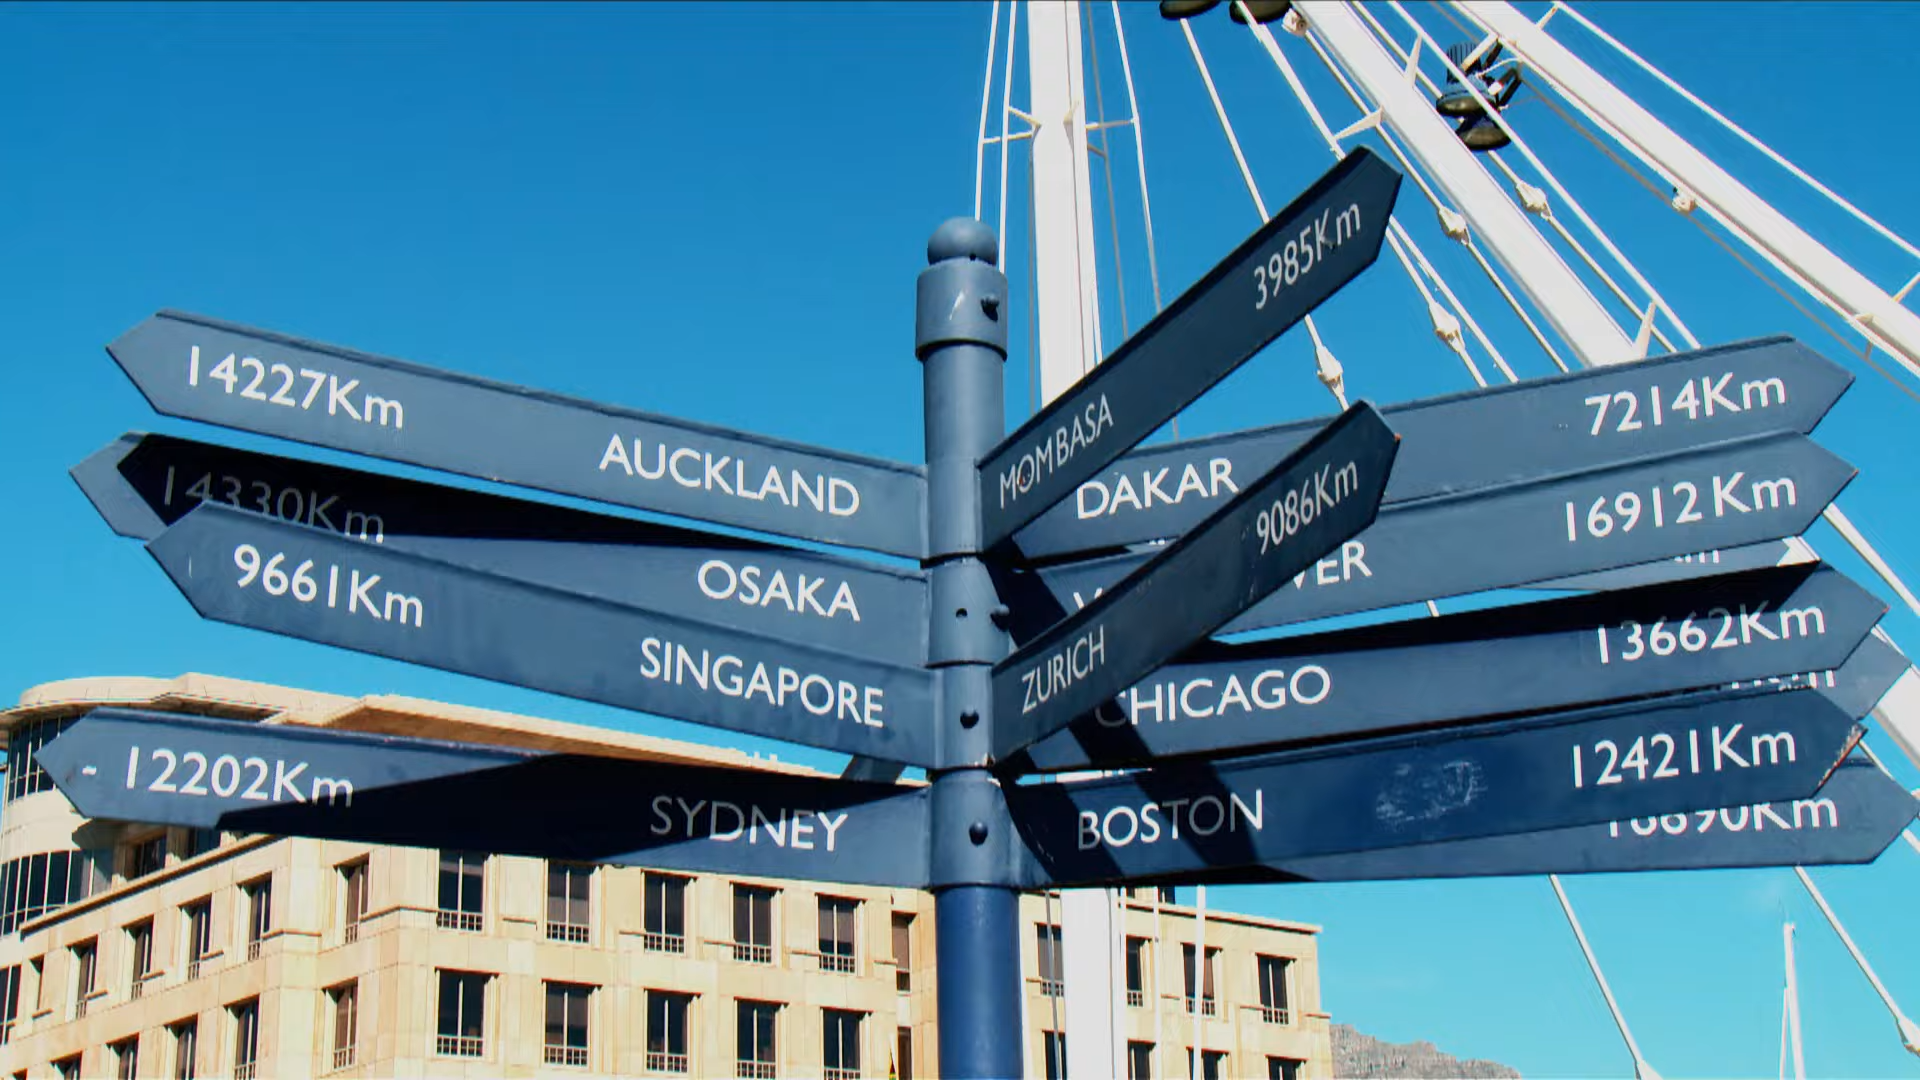 3985Km
MOMBASA
14227Km
AUCKLAND
DAKAR
7214Km
14330Km
OSAKA
VER
16912Km
9086Km
ZURICH
9661Km
SINGAPORE
CHICAGO
13662Km
12202Km
SYDNEY
BOSTON
12421Km